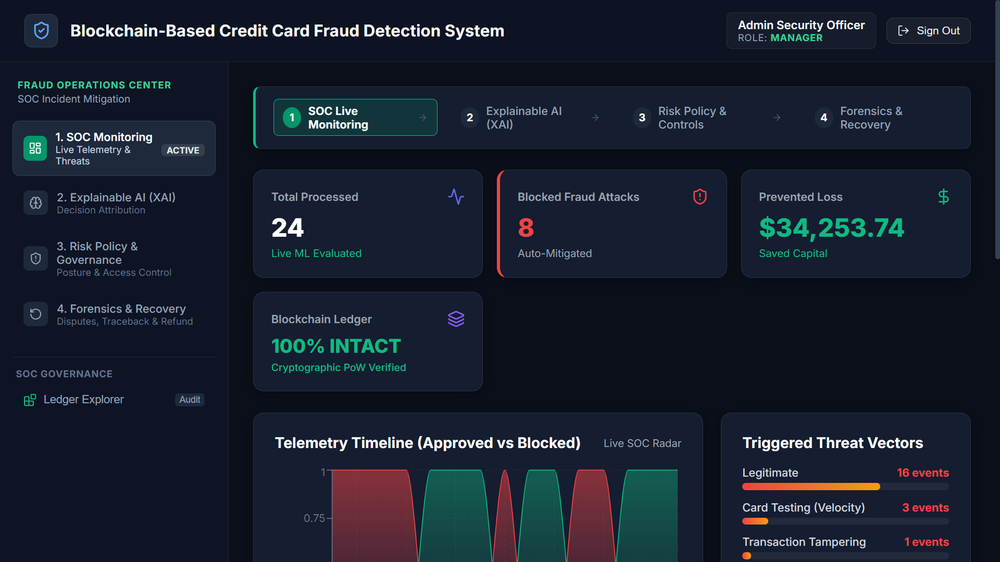 Blockchain-Based Credit Card Fraud Detection System
Admin Security Officer
ROLE: MANAGER
Sign Out
FRAUD OPERATIONS CENTER
SOC Incident Mitigation
1. SOC Monitoring
Live Telemetry &
Threats
ACTIVE
2. Explainable AI (XAI)
Decision Attribution
3. Risk Policy &
Governance
Posture & Access Control
4. Forensics & Recovery
Disputes, Traceback & Refund
SOC GOVERNANCE
Ledger Explorer
Audit
1
SOC Live
Monitoring
2
Explainable AI
(XAI)
3
Risk Policy &
Controls
4
Forensics &
Recovery
Total Processed
24
Live ML Evaluated
Blocked Fraud Attacks
8
Auto-Mitigated
Prevented Loss
$34,253.74
Saved Capital
Blockchain Ledger
100% INTACT
Cryptographic PoW Verified
Telemetry Timeline (Approved vs Blocked)
Live SOC Radar
1
0.75
Triggered Threat Vectors
Legitimate
16 events
Card Testing (Velocity)
3 events
Transaction Tampering
1 events